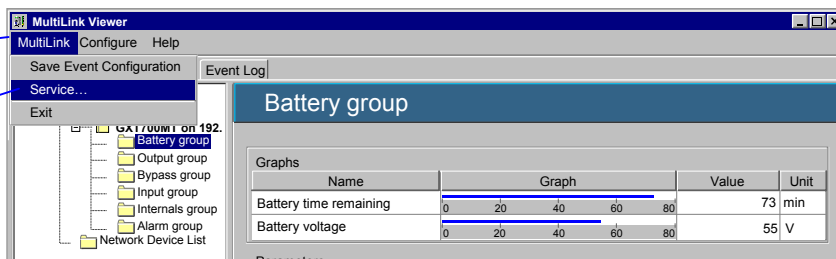 MultiLink Viewer
MultiLink Configure Help
Save Event Configuration
Service...
Exit
Event Log
GX1700MT on 192.
Battery group
Output group
Bypass group
Input group
Internals group
Alarm group
Network Device List
Battery group
Graphs
Name Graph Value Unit
Battery time remaining 0 20 40 60 80 73 min
Battery voltage 0 20 40 60 80 55 V